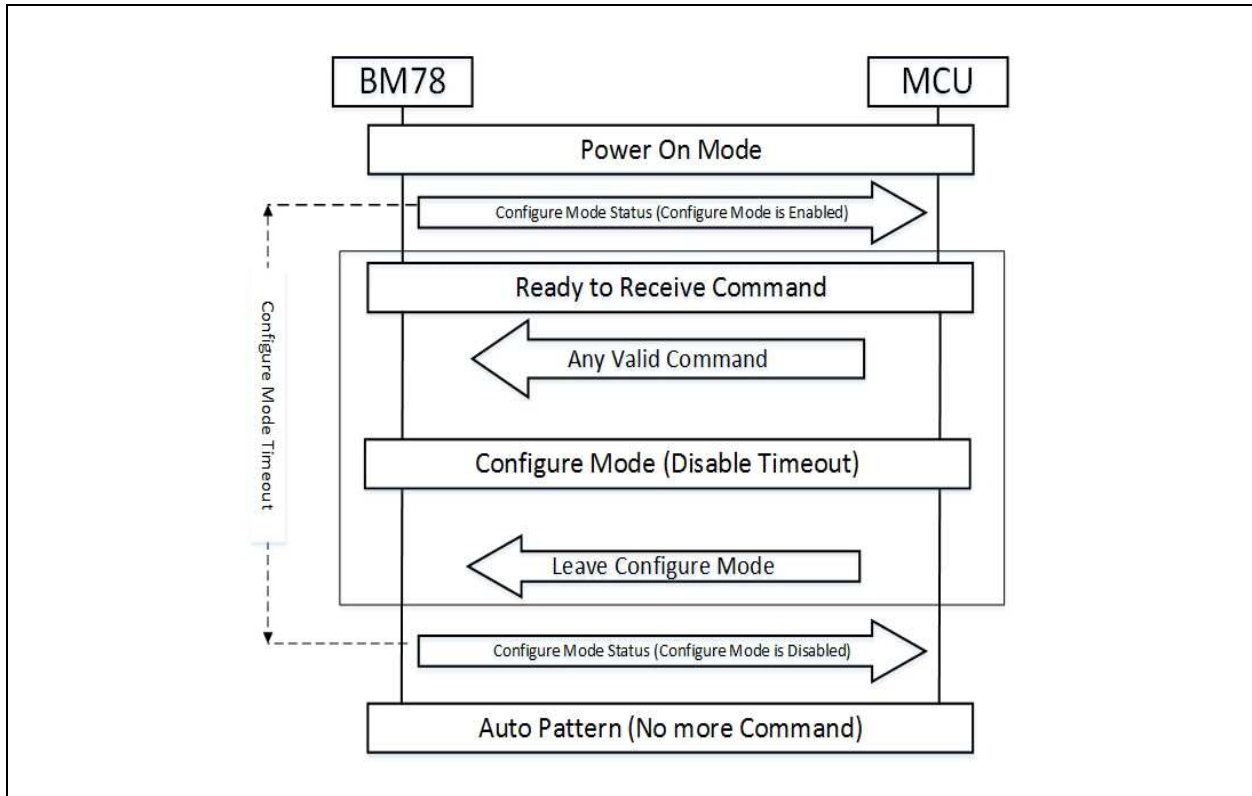 BM78
MCU
Power On Mode
Configure Mode Status (Configure Mode is Enabled)
Ready to Receive Command
Any Valid Command
Configure Mode Timeout
Configure Mode (Disable Timeout)
Leave Configure Mode
Configure Mode Status (Configure Mode is Disabled)
Auto Pattern (No more Command)